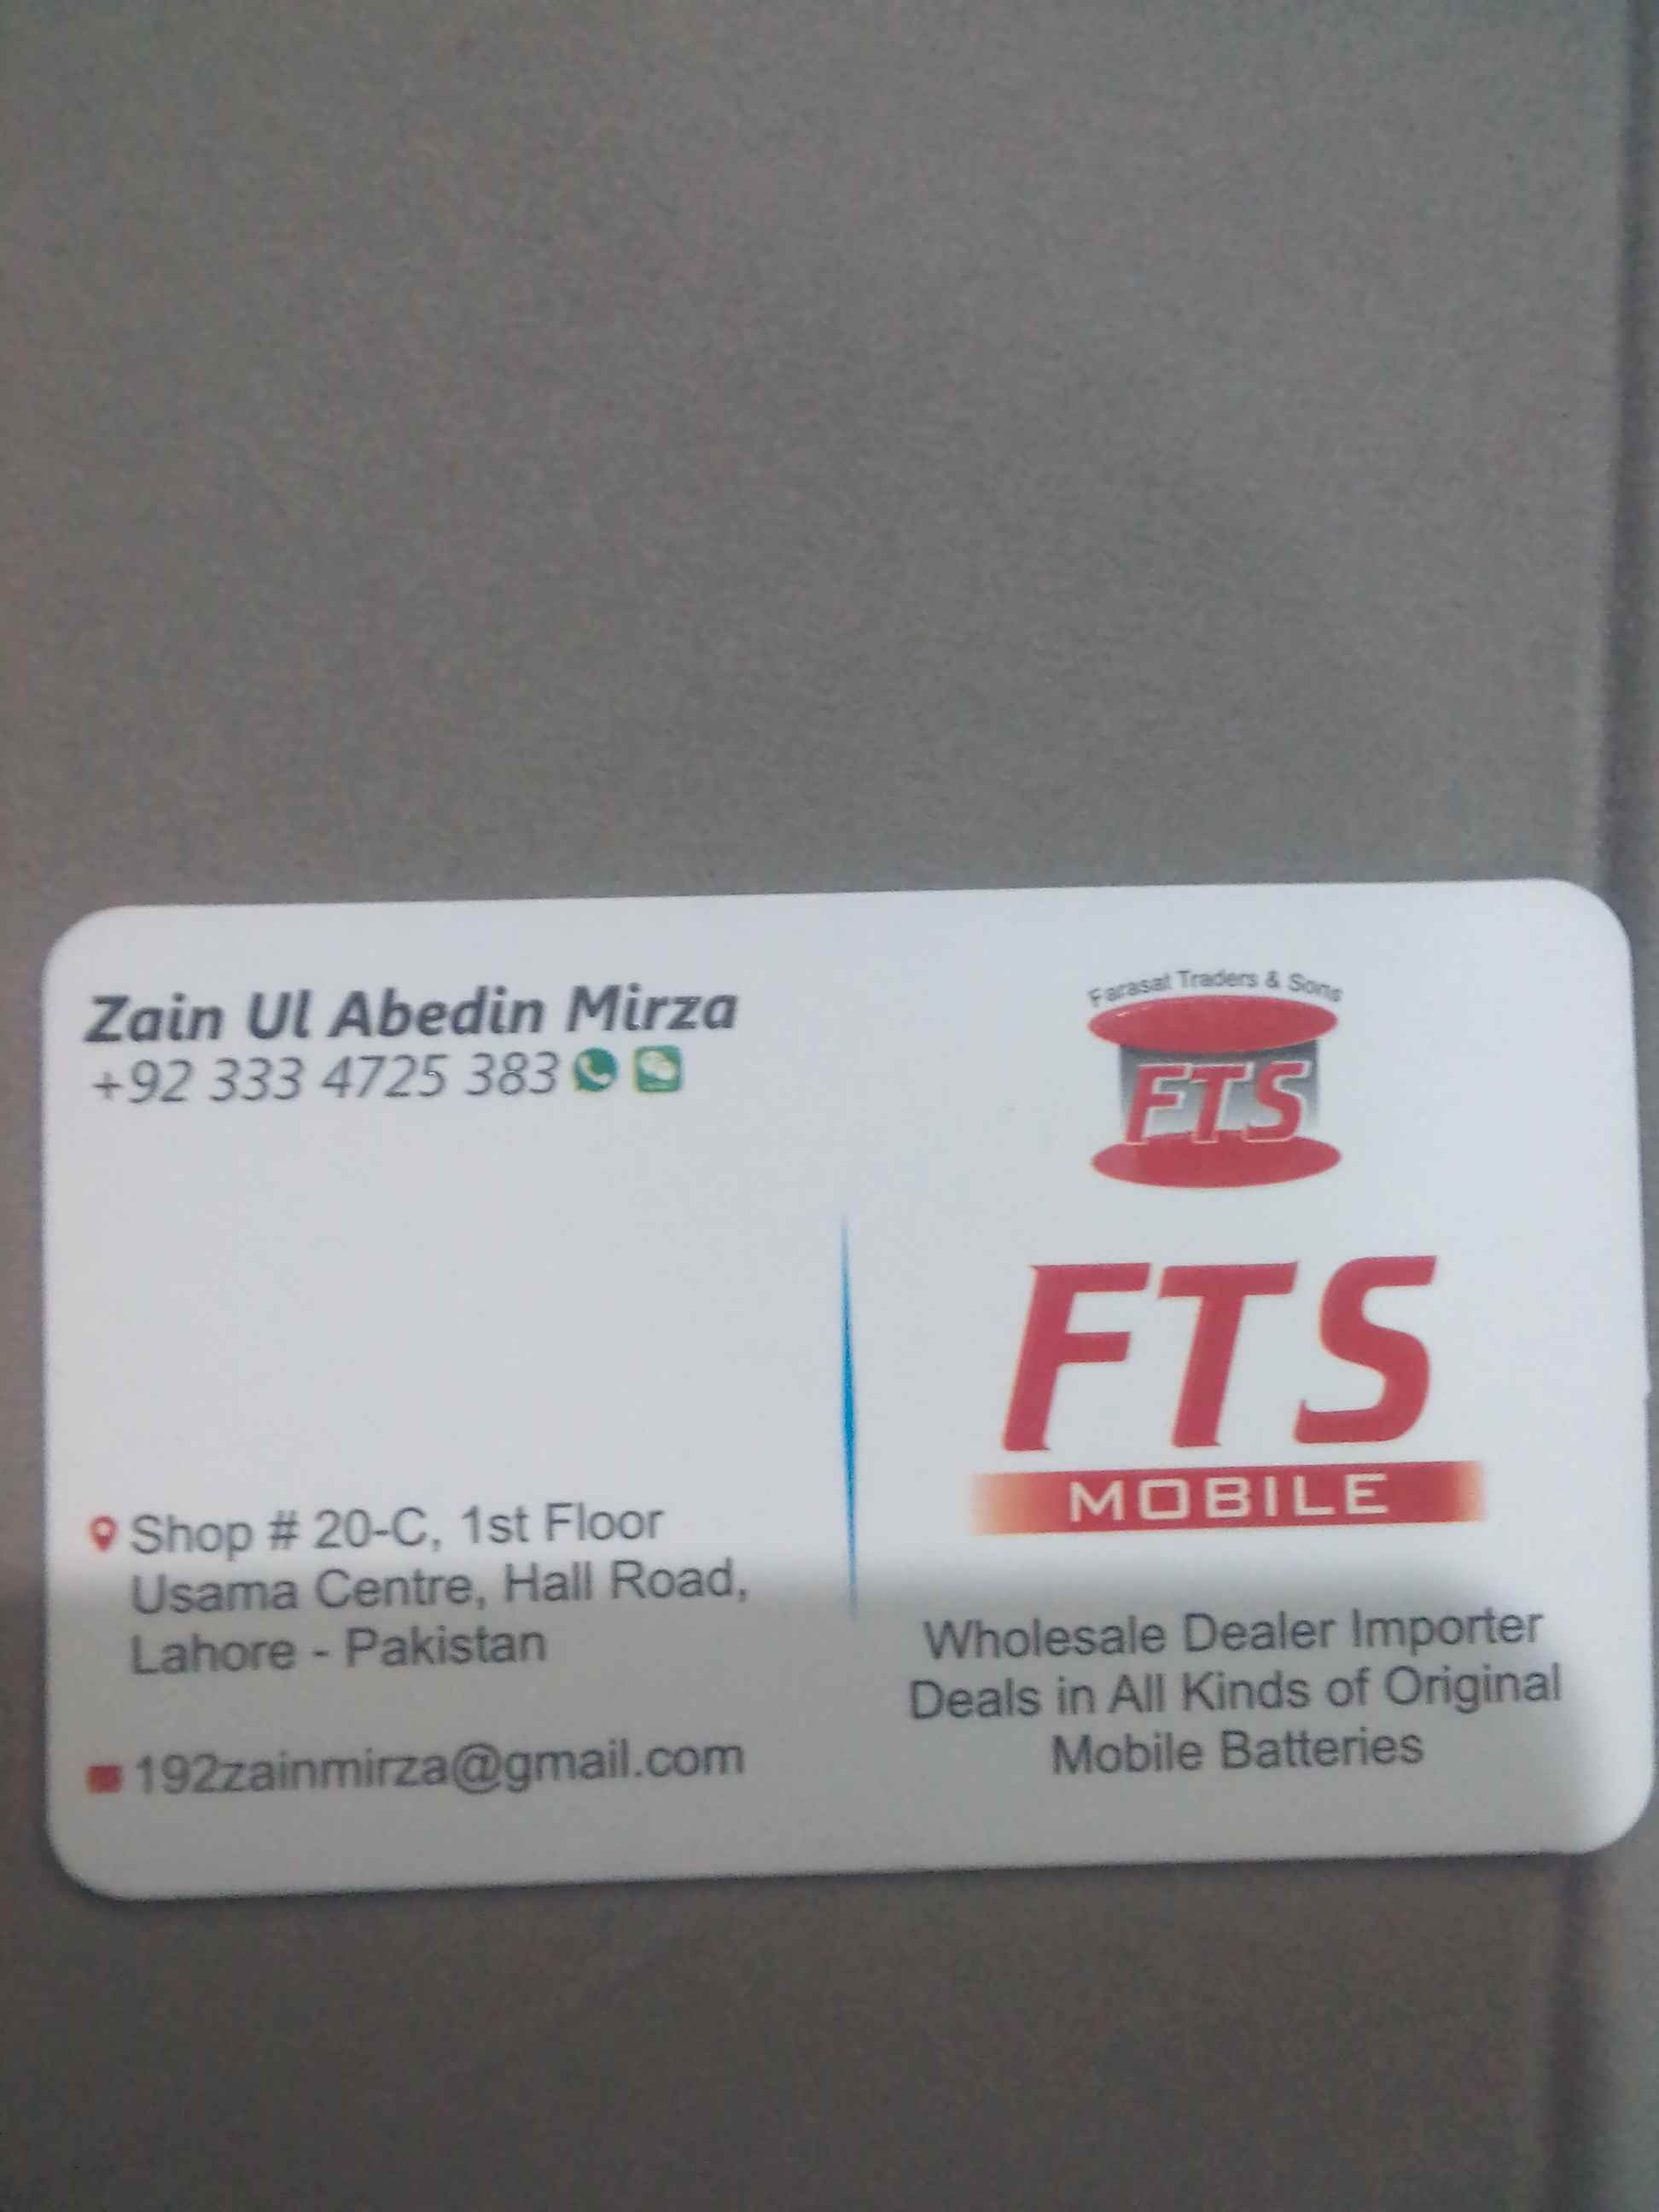 Zain Ul Abedin Mirza
+92 333 4725 383
Shop # 20-C, 1st Floor
Usama Centre, Hall Road,
Lahore - Pakistan
192zainmirza@gmail.com
Farasat Traders & Sons
FTS
FTS
MOBILE
Wholesale Dealer Importer
Deals in All Kinds of Original
Mobile Batteries